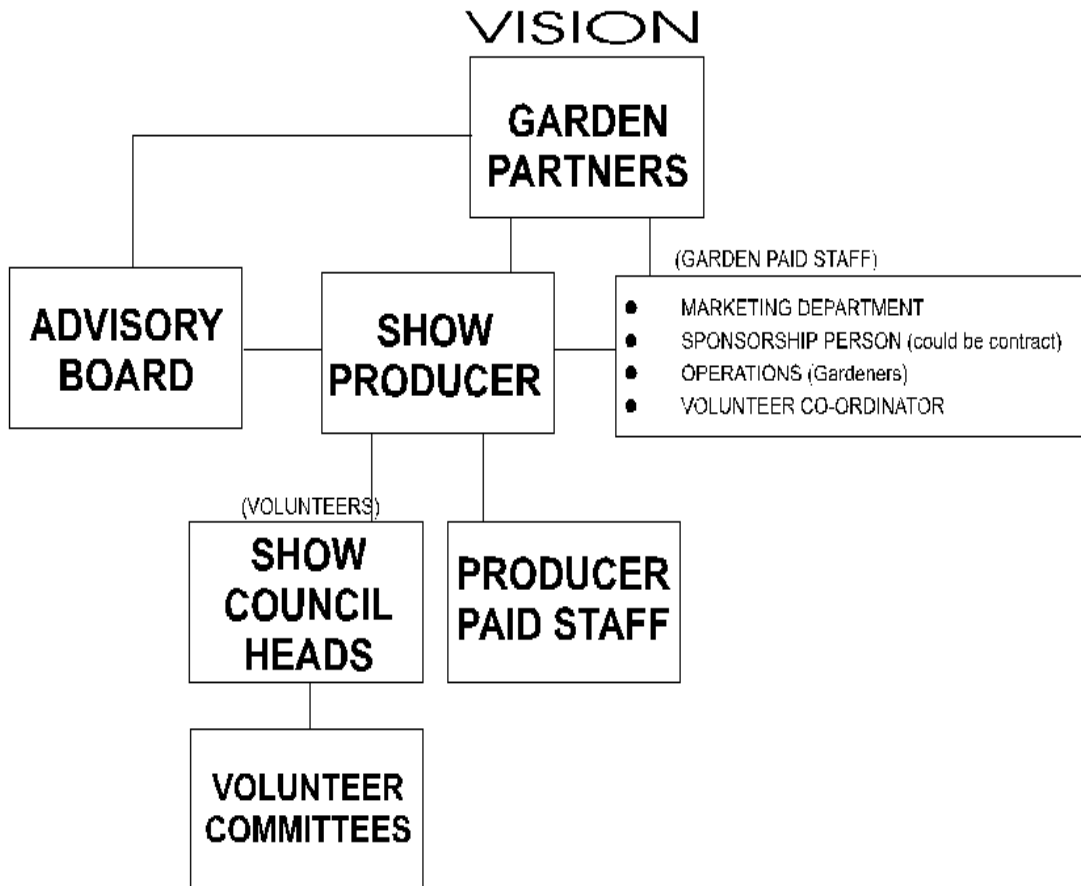 VISION
GARDEN
PARTNERS
(GARDEN PAID STAFF)
ADVISORY
BOARD
SHOW
PRODUCER
● MARKETING DEPARTMENT
● SPONSORSHIP PERSON (could be contract)
● OPERATIONS (Gardeners)
● VOLUNTEER CO-ORDINATOR
(VOLUNTEERS)
SHOW
COUNCIL
HEADS
PRODUCER
PAID STAFF
VOLUNTEER
COMMITTEES